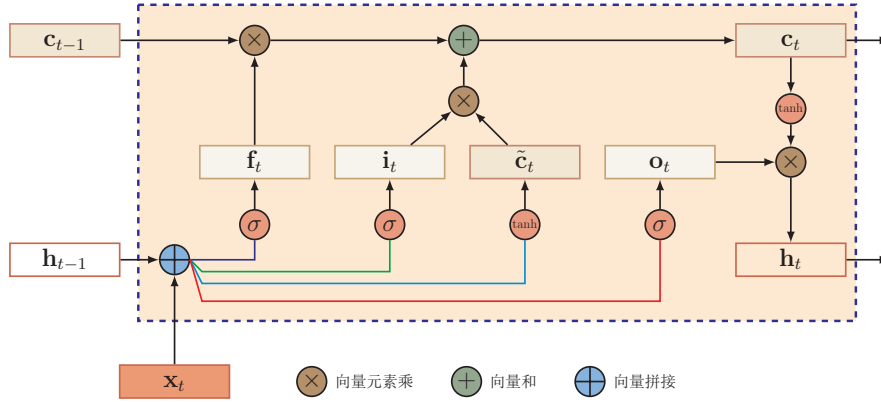 c_{t−1} × + c_t
tanh
×
f_t i_t c̃_t o_t ×
σ σ tanh σ
h_{t−1} h_t
x_t × 向量元素乘 + 向量和 向量拼接